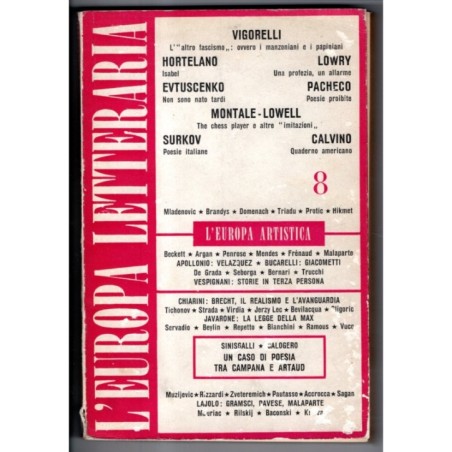 L'EUROPA LETTERARIA
VIGORELLI
L'"altro fascismo„: ovvero i manzoniani e i papiniani
HORTELANO LOWRY
Isabel Una profezia, un allarme
EVTUSCENKO PACHECO
Non sono nato tardi Poesie proibite
MONTALE-LOWELL
The chess player e altre "imitazioni„
SURKOV CALVINO
Poesie italiane Quaderno americano
8
Mladenovic ★ Brandys ★ Domenach ★ Triadu ★ Protic ★ Hikmet
L'EUROPA ARTISTICA
Beckett ★ Argan ★ Penrose ★ Mendes ★ Frénaud ★ Malaparte
APOLLONIO: VELAZQUEZ ★ BUCARELLI: GIACOMETTI
De Grada ★ Seborga ★ Bernari ★ Trucchi
VESPIGNANI: STORIE IN TERZA PERSONA
CHIARINI: BRECHT, IL REALISMO E L'AVANGUARDIA
Tichonov ★ Strada ★ Virdia ★ Jerzy Lec ★ Bevilacqua ★
JAVARONE: LA LEGGE DELLA MAX
Servadio ★ Beylin ★ Repetto ★ Bianchini ★ Ramous ★
SINISGALLI ★ CALOGERO
UN CASO DI POESIA
TRA CAMPANA E ARTAUD
Muzijevic ★ Rizzardi ★ Zveteremich ★ Pautasso ★ Accrocca ★ Sagan
LAJOLO: GRAMSCI, PAVESE, MALAPARTE
Mauriac ★ Rilskij ★ Baconski ★